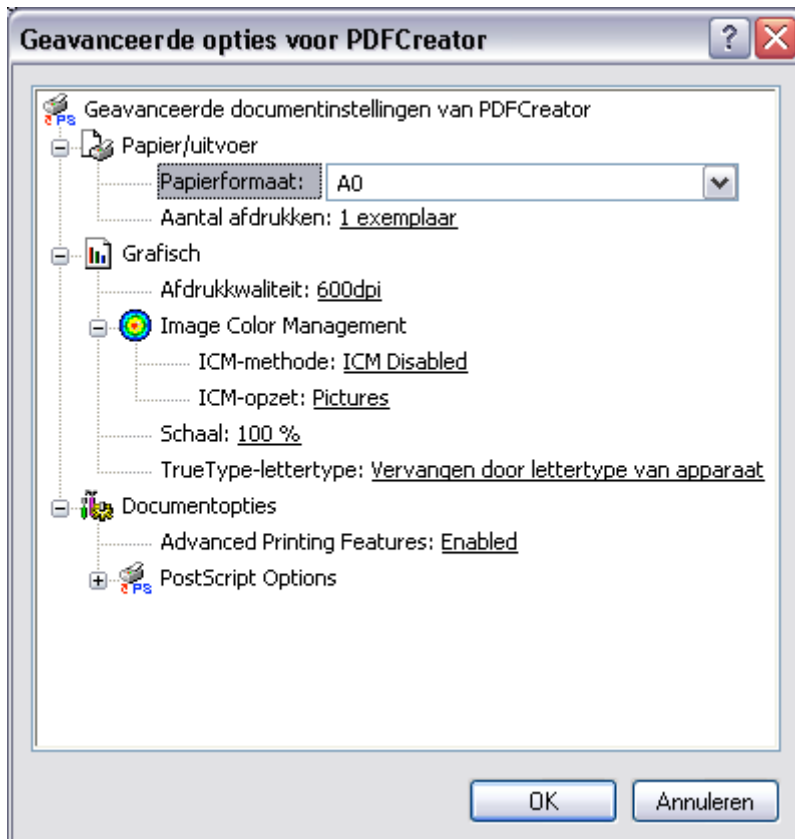 Geavanceerde opties voor PDFCreator
Geavanceerde documentinstellingen van PDFCreator
Papier/uitvoer
Papierformaat: A0
Aantal afdrukken: 1 exemplaar
Grafisch
Afdrukkwaliteit: 600dpi
Image Color Management
ICM-methode: ICM Disabled
ICM-opzet: Pictures
Schaal: 100 %
TrueType-lettertype: Vervangen door lettertype van apparaat
Documentopties
Advanced Printing Features: Enabled
PostScript Options
OK Annuleren